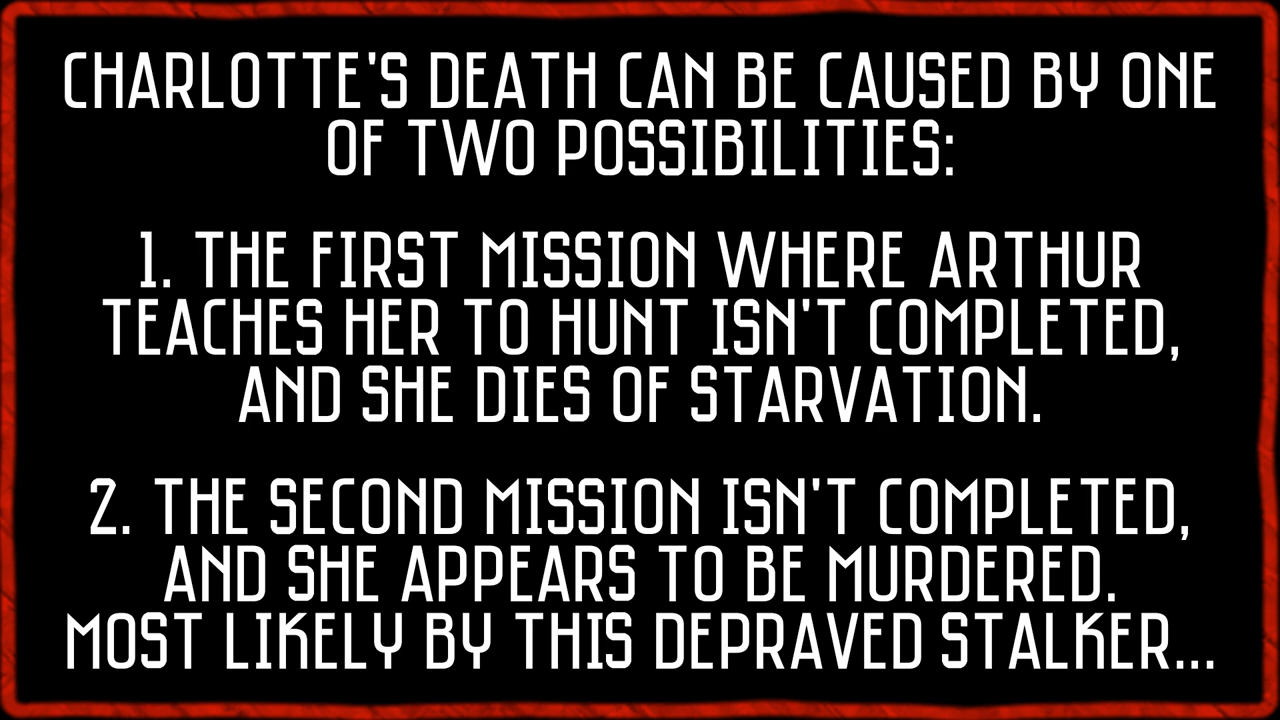 CHARLOTTE'S DEATH CAN BE CAUSED BY ONE
OF TWO POSSIBILITIES:
1. THE FIRST MISSION WHERE ARTHUR
TEACHES HER TO HUNT ISN'T COMPLETED,
AND SHE DIES OF STARVATION.
2. THE SECOND MISSION ISN'T COMPLETED,
AND SHE APPEARS TO BE MURDERED.
MOST LIKELY BY THIS DEPRAVED STALKER...